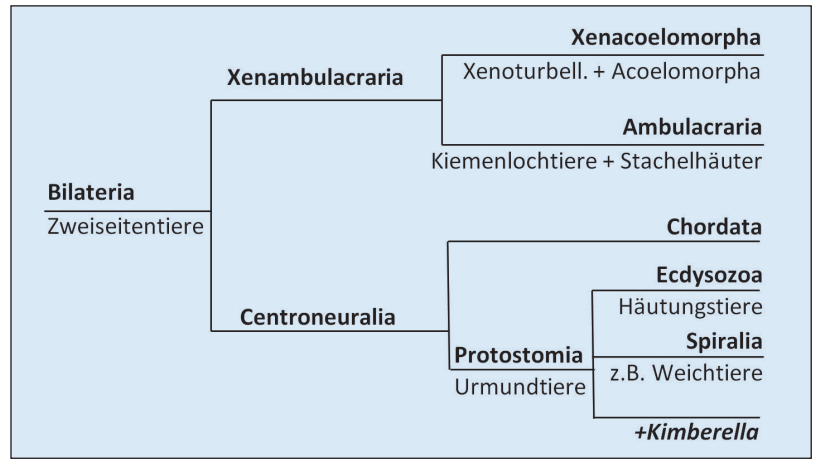 Xenacoelomorpha
Xenambulacraria
Xenoturbell. + Acoelomorpha
Ambulacraria
Kiemenlochtiere + Stachelhäuter
Bilateria
Zweiseitentiere
Chordata
Ecdysozoa
Häutungstiere
Centroneuralia
Spiralia
Protostomia
z.B. Weichtiere
Urmundtiere
+Kimberella